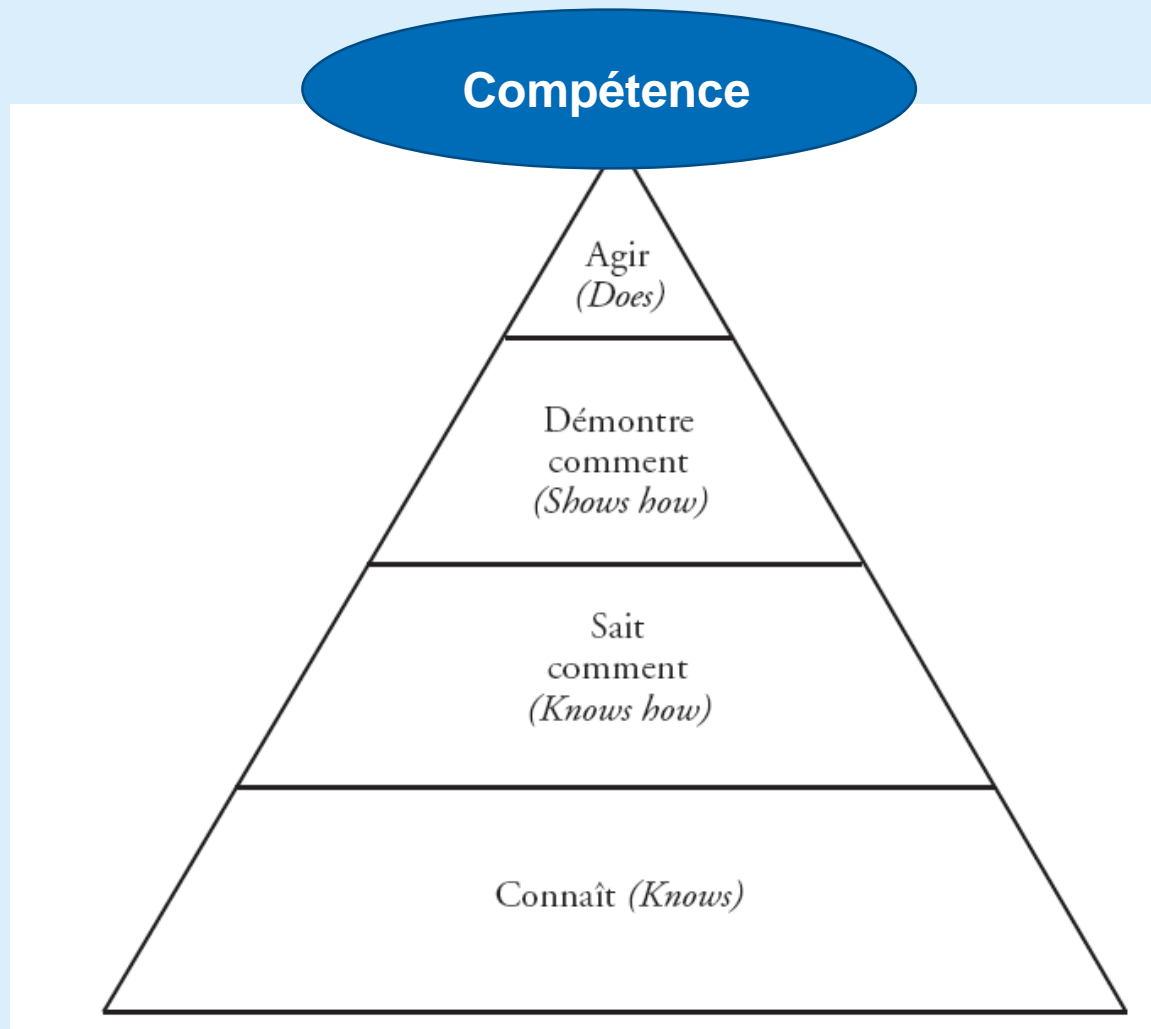 Compétence
Agir
(Does)
Démontre
comment
(Shows how)
Sait
comment
(Knows how)
Connaît (Knows)